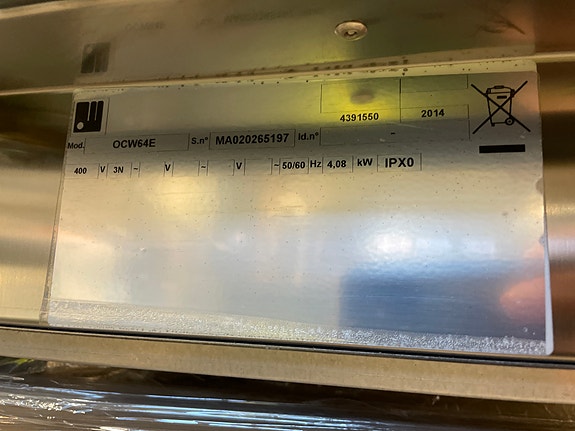 4391550 2014
Mod. OCW64E S.n° MA020265197 Id.n° -
400 V 3N ~ V ~ V ~ 50/60 Hz 4,08 kW IPX0